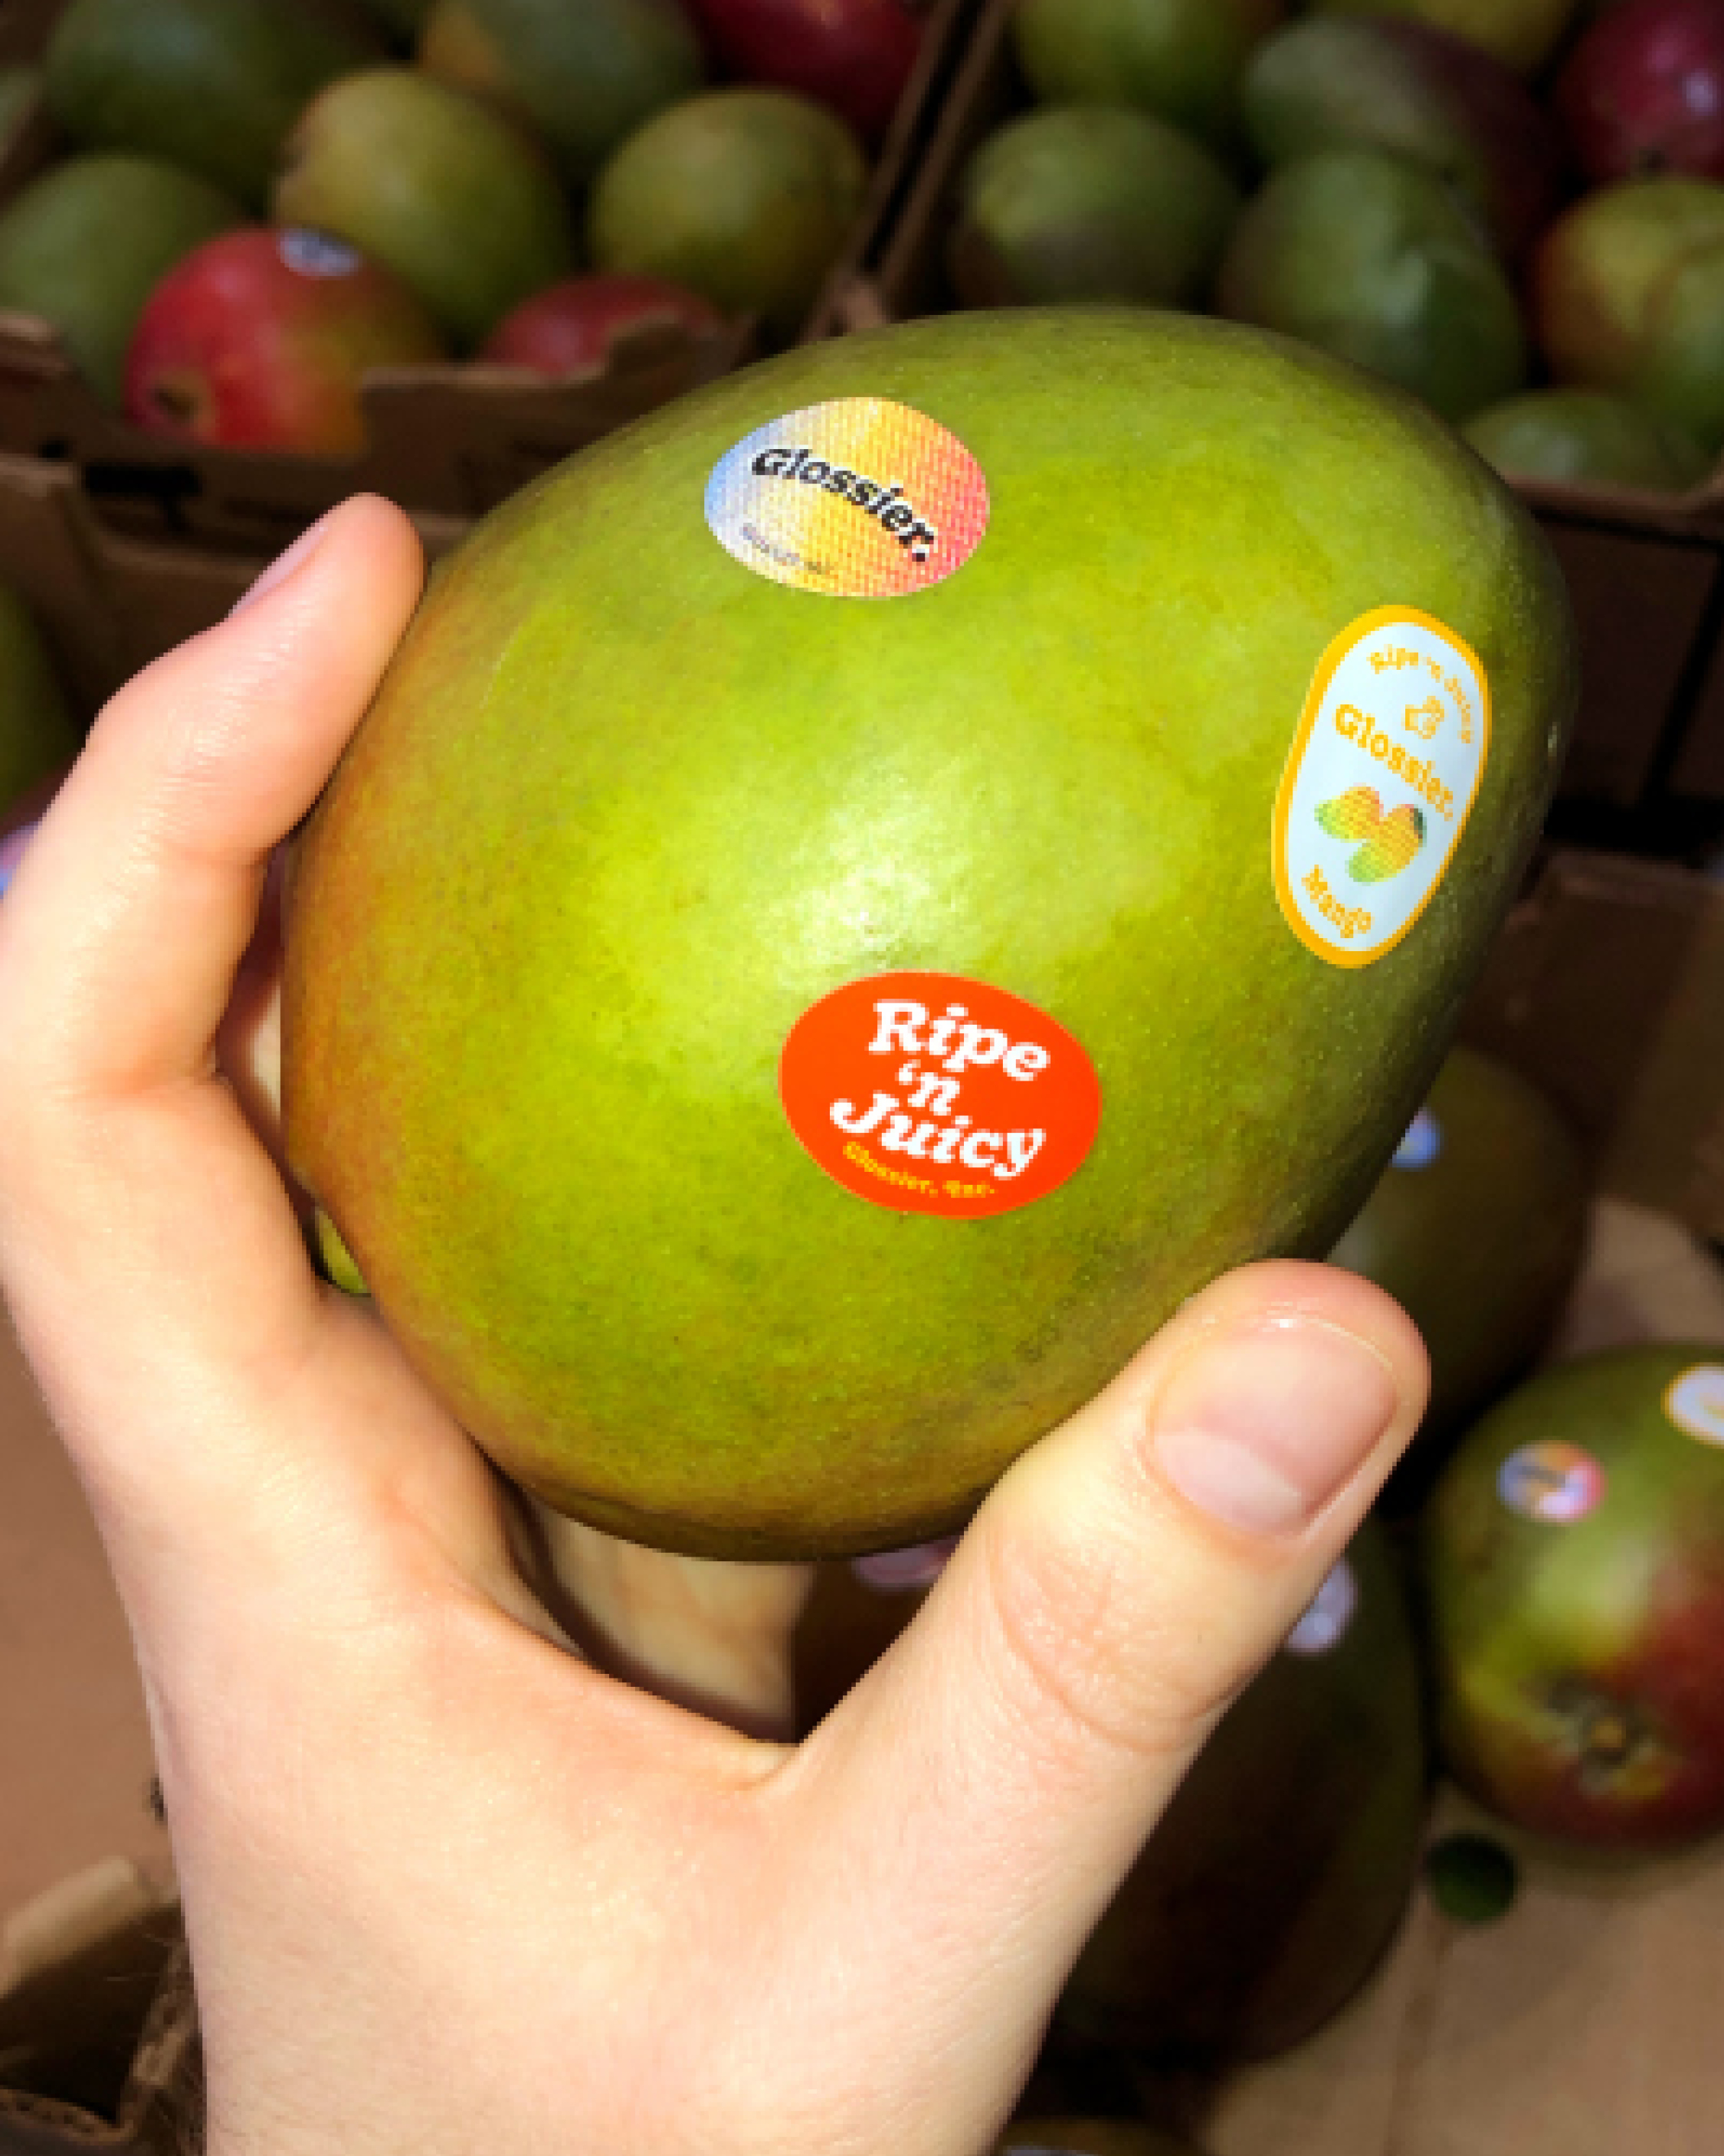 Glossier.
Ripe 'n Juicy
Glossier.
Mango
Ripe
'n
Juicy
Glossier, Inc.